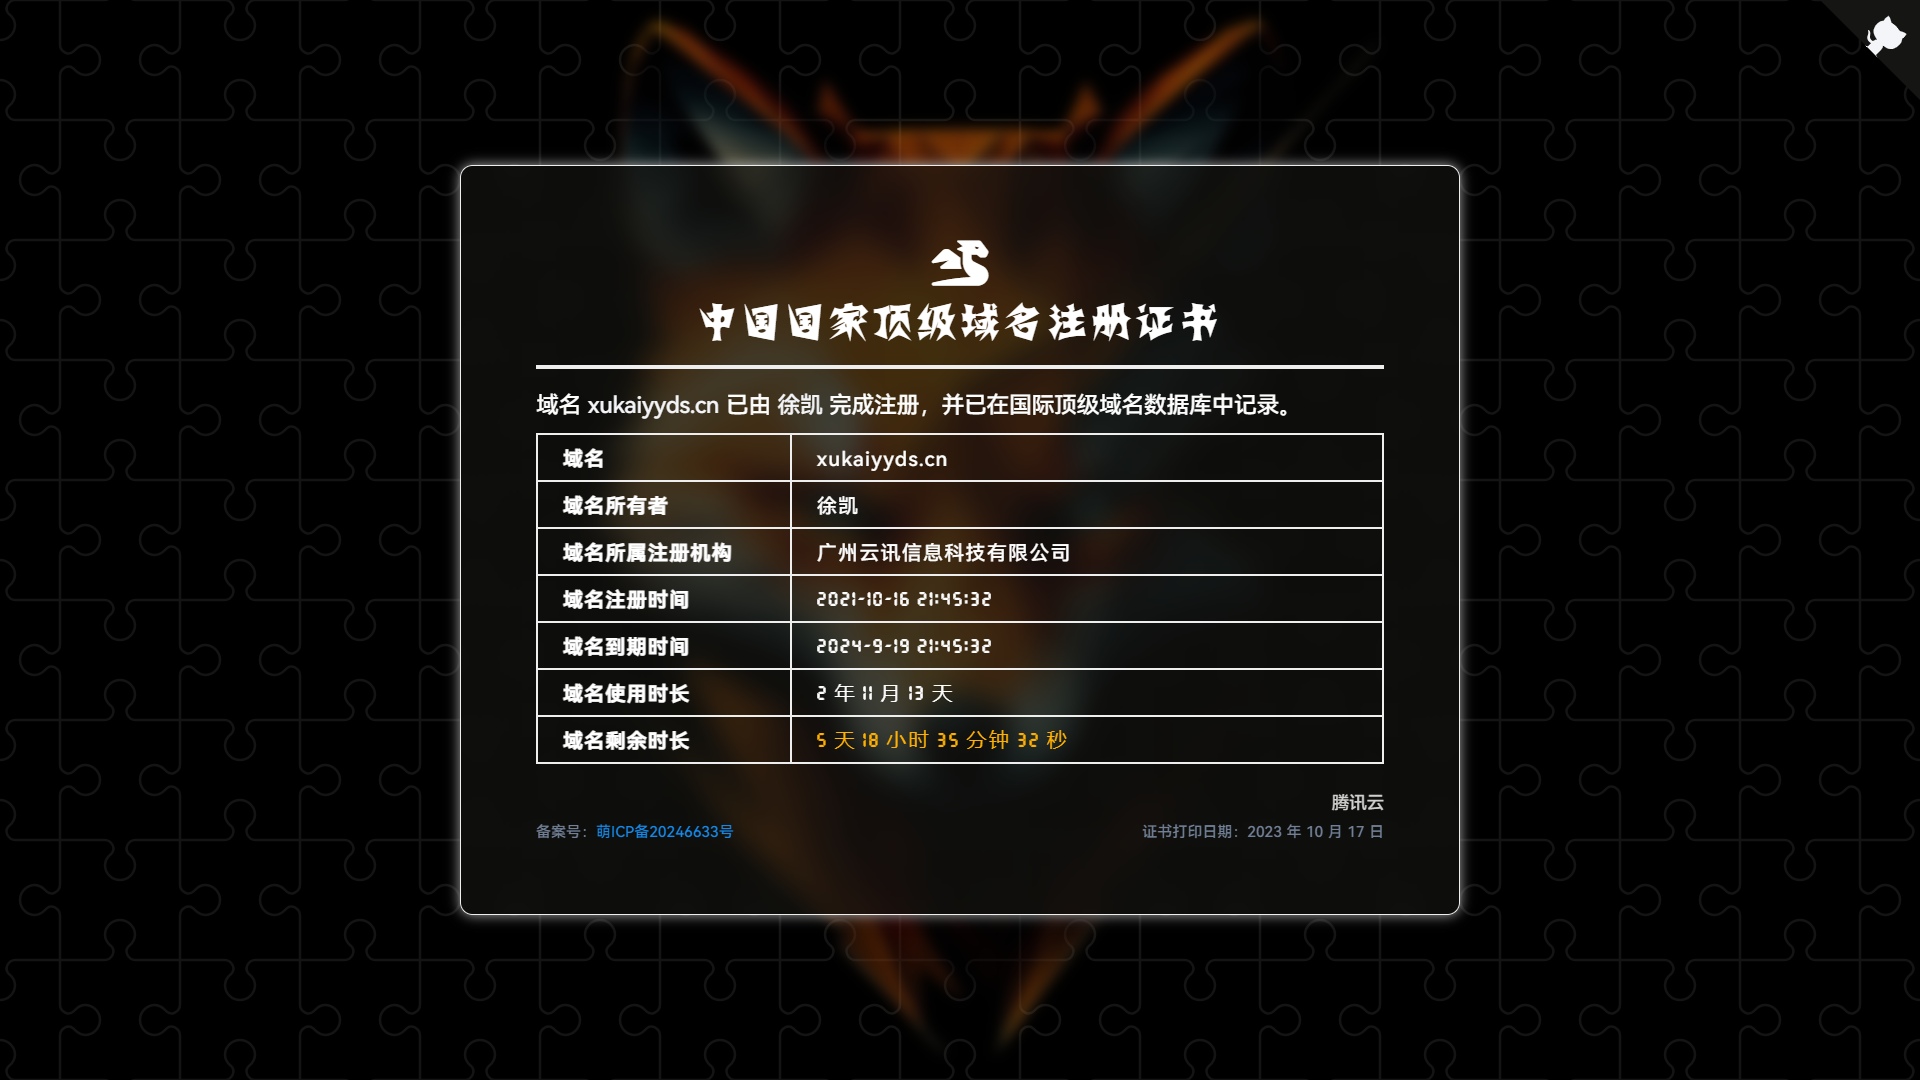 中国国家顶级域名注册证书
域名 xukaiyyds.cn 已由 徐凯 完成注册，并已在国际顶级域名数据库中记录。
域名 xukaiyyds.cn
域名所有者 徐凯
域名所属注册机构 广州云讯信息科技有限公司
域名注册时间 2021-10-16 21:45:32
域名到期时间 2024-9-19 21:45:32
域名使用时长 2 年 11 月 13 天
域名剩余时长 5 天 18 小时 35 分钟 32 秒
腾讯云
备案号：萌ICP备20246633号 证书打印日期：2023 年 10 月 17 日